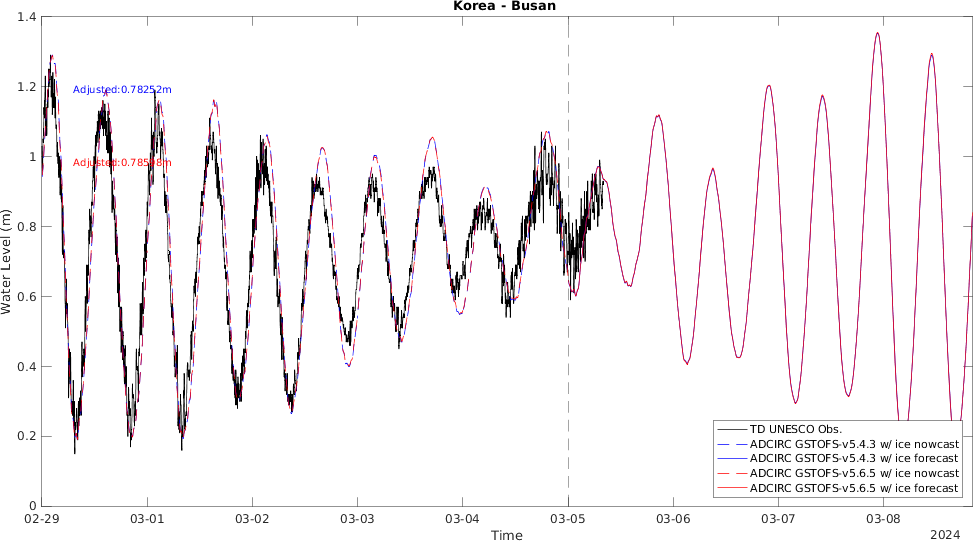 Korea - Busan
1.4
1.2
1
0.8
0.6
0.4
0.2
0
Water Level (m)
Adjusted:0.78252m
TD UNESCO Obs.
ADCIRC GSTOFS-v5.4.3 w/ ice nowcast
ADCIRC GSTOFS-v5.4.3 w/ ice forecast
ADCIRC GSTOFS-v5.6.5 w/ ice nowcast
ADCIRC GSTOFS-v5.6.5 w/ ice forecast
02-29 03-01 03-02 03-03 03-04 03-05 03-06 03-07 03-08
Time
2024